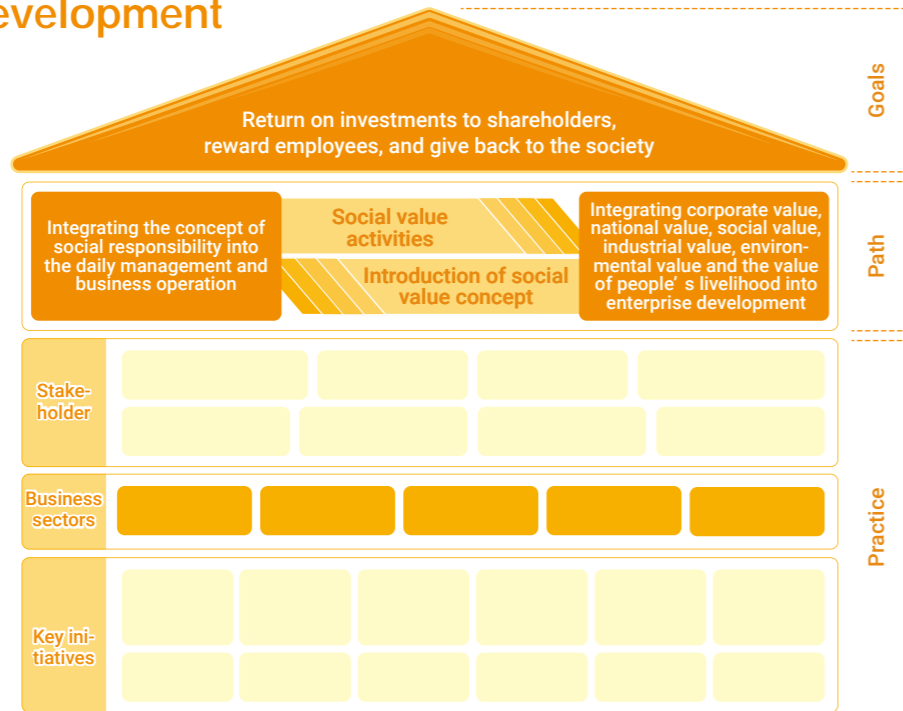 evelopment
Return on investments to shareholders,
reward employees, and give back to the society
Goals
Integrating the concept of
social responsibility into
the daily management and
business operation
Social value
activities
Introduction of social
value concept
Integrating corporate value,
national value, social value,
industrial value, environ-
mental value and the value
of people’ s livelihood into
enterprise development
Path
Stake-
holder
Business
sectors
Key ini-
tiatives
Practice